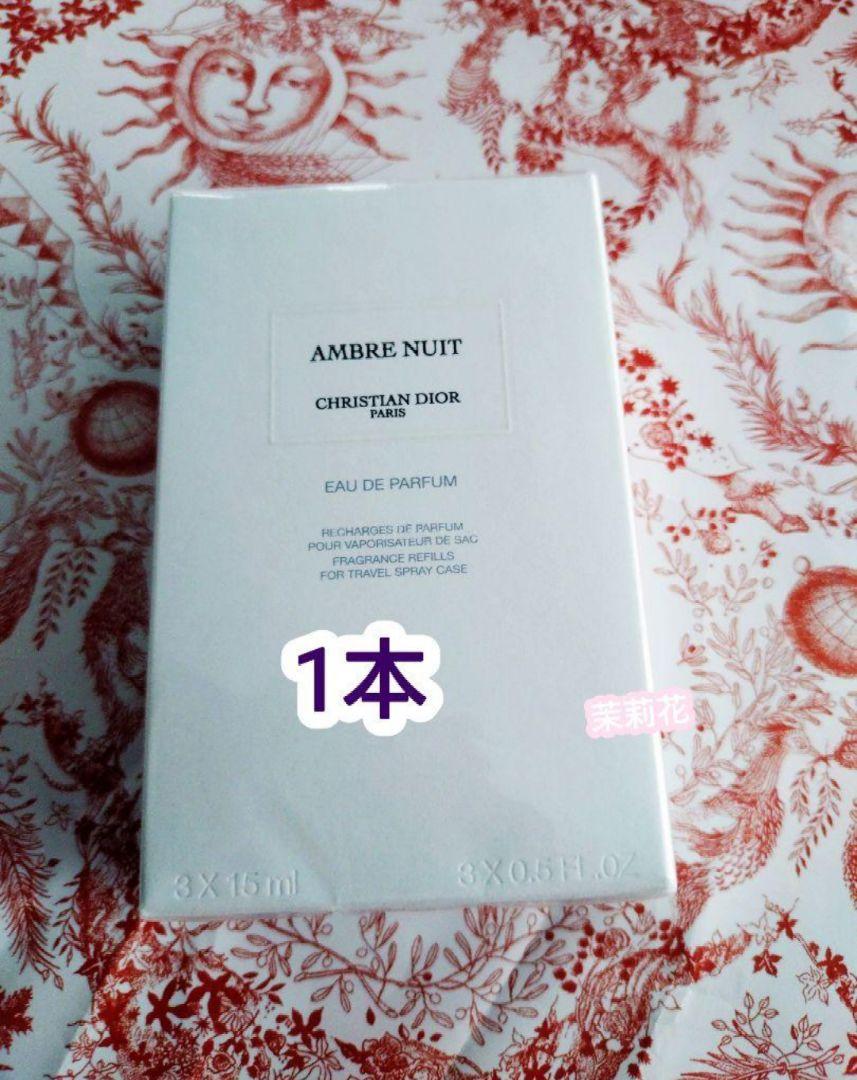 AMBRE NUIT
CHRISTIAN DIOR
PARIS
EAU DE PARFUM
RECHARGES DE PARFUM
POUR VAPORISATEUR DE SAC
FRAGRANCE REFILLS
FOR TRAVEL SPRAY CASE
1本
茉莉花
3 X 15 ml
3 X 0.5 FL.OZ